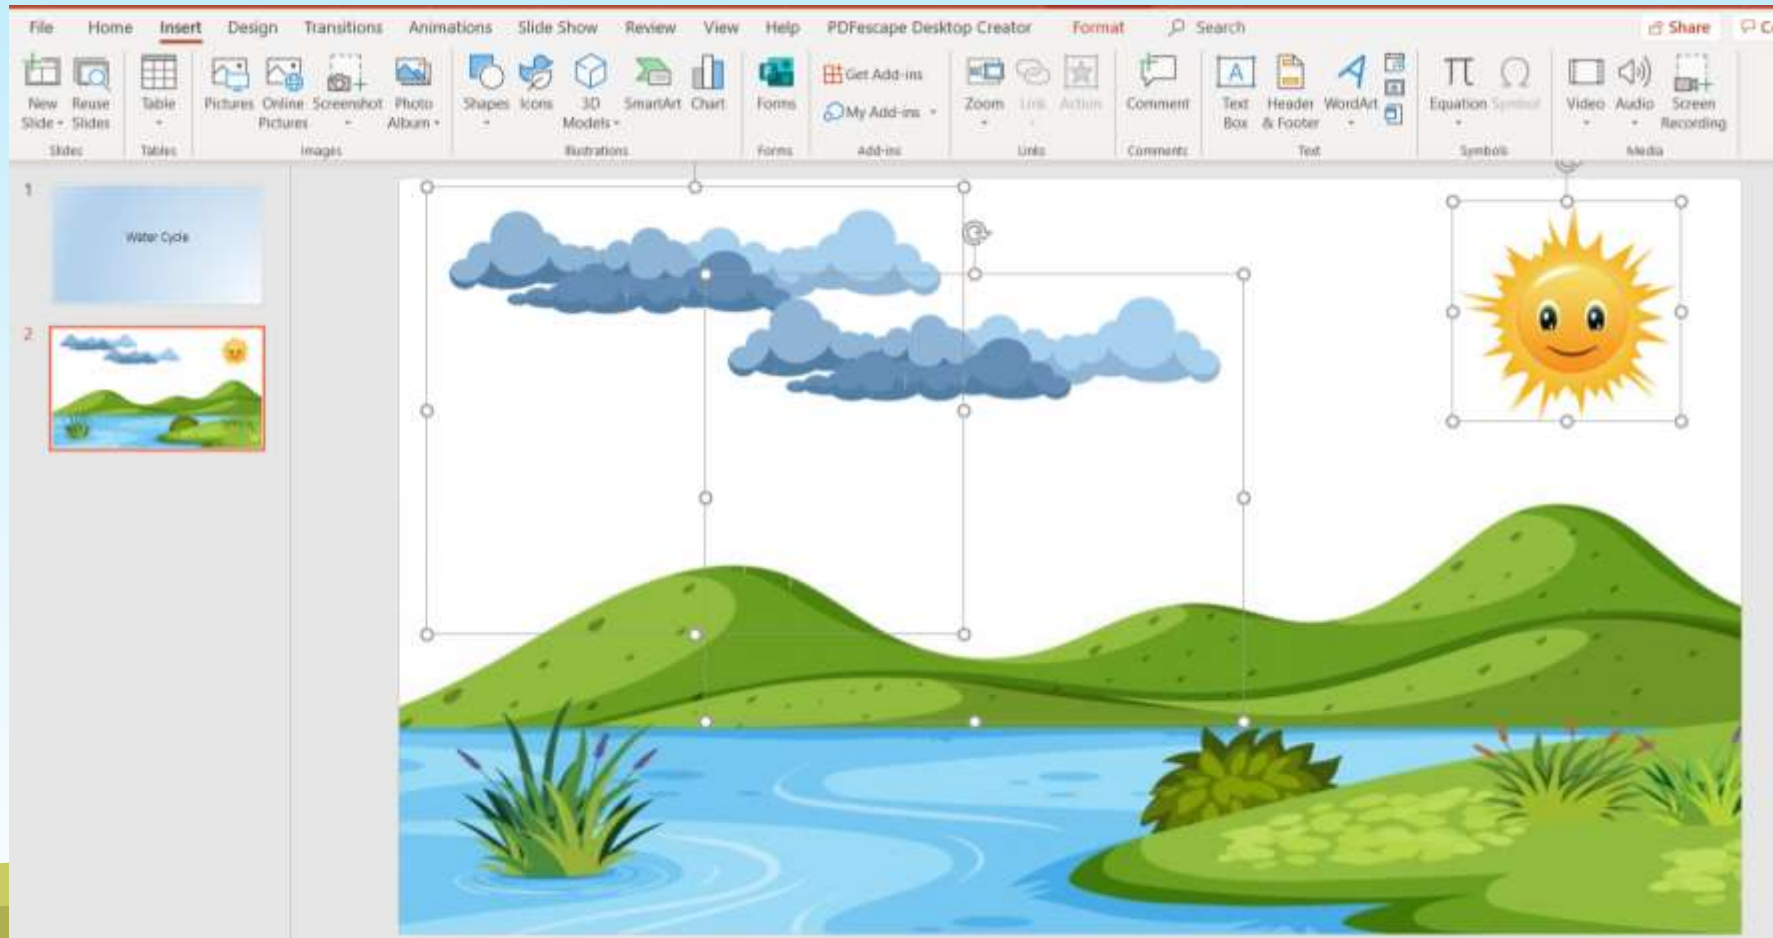 File Home Insert Design Transitions Animations Slide Show Review View Help PDFescape Desktop Creator Format Search Share
New Slide Reuse Slides Table Pictures Online Pictures Screenshot Photo Album Shapes Icons 3D Models SmartArt Chart Forms Get Add-ins My Add-ins Zoom Link Action Comment Text Box Header & Footer WordArt Equation Symbol Video Audio Screen Recording
Slides Tables Images Illustrations Forms Add-ins Links Comments Text Symbols Media
1
Water Cycle
2